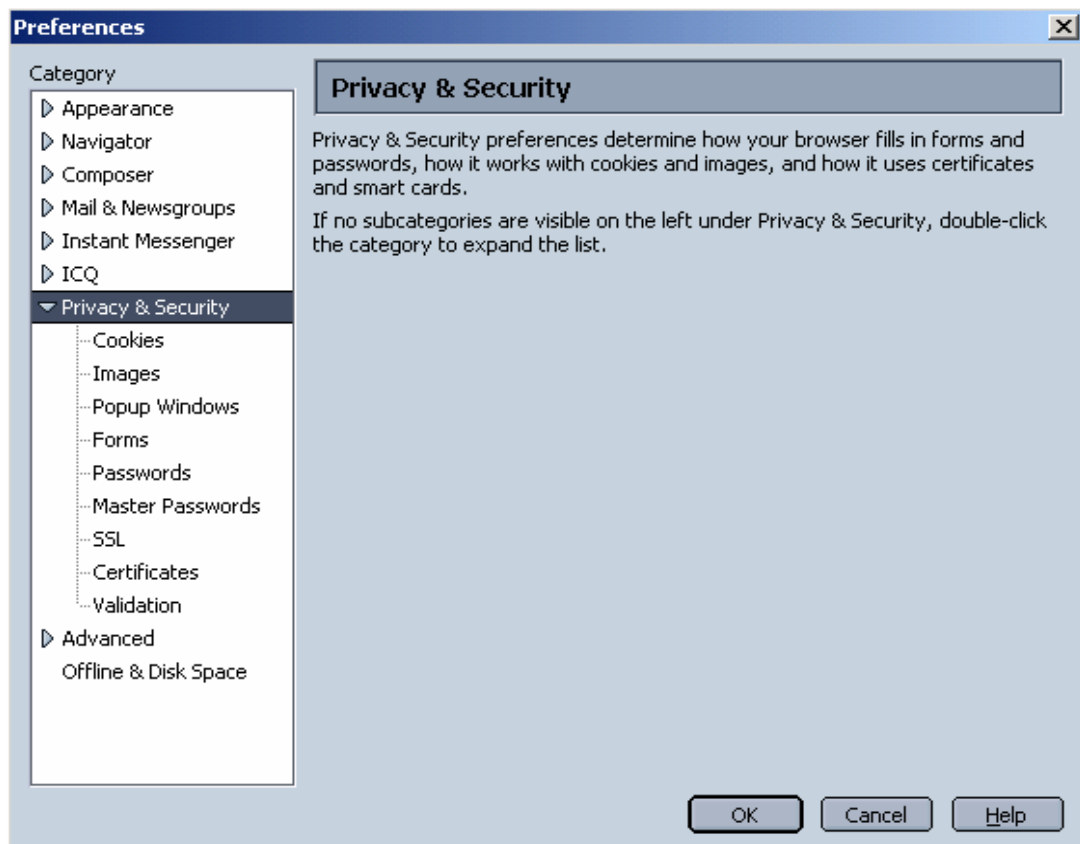 Preferences
Category
Appearance
Navigator
Composer
Mail & Newsgroups
Instant Messenger
ICQ
Privacy & Security
Cookies
Images
Popup Windows
Forms
Passwords
Master Passwords
SSL
Certificates
Validation
Advanced
Offline & Disk Space
Privacy & Security
Privacy & Security preferences determine how your browser fills in forms and
passwords, how it works with cookies and images, and how it uses certificates
and smart cards.
If no subcategories are visible on the left under Privacy & Security, double-click
the category to expand the list.
OK
Cancel
Help